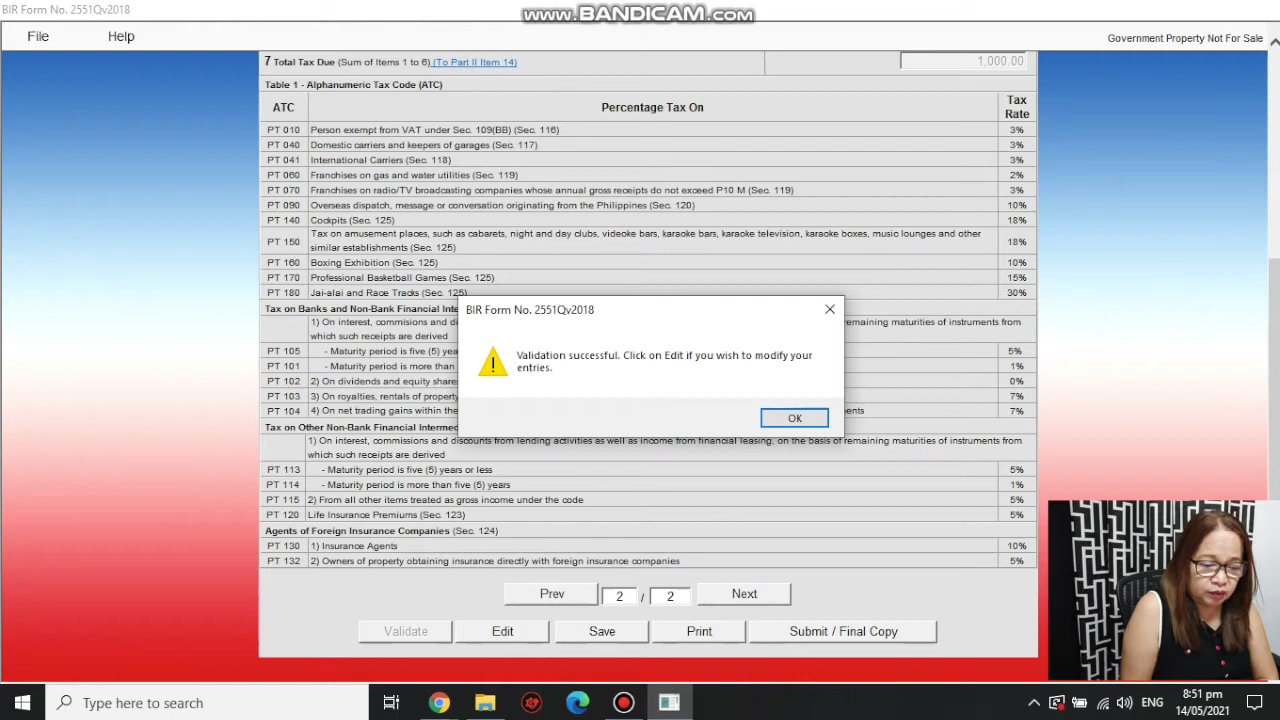 BIR Form No. 2551Qv2018
www.BANDICAM.com
File Help
Government Property Not For Sale
7 Total Tax Due (Sum of Items 1 to 6) (To Part II Item 14) 1,000.00
Table 1 - Alphanumeric Tax Code (ATC)
ATC Percentage Tax On Tax Rate
PT 010 Person exempt from VAT under Sec. 109(BB) (Sec. 116) 3%
PT 040 Domestic carriers and keepers of garages (Sec. 117) 3%
PT 041 International Carriers (Sec. 118) 3%
PT 060 Franchises on gas and water utilities (Sec. 119) 2%
PT 070 Franchises on radio/TV broadcasting companies whose annual gross receipts do not exceed P10 M (Sec. 119) 3%
PT 090 Overseas dispatch, message or conversation originating from the Philippines (Sec. 120) 10%
PT 140 Cockpits (Sec. 125) 18%
PT 150 Tax on amusement places, such as cabarets, night and day clubs, videoke bars, karaoke bars, karaoke television, karaoke boxes, music lounges and other
similar establishments (Sec. 125) 18%
PT 160 Boxing Exhibition (Sec. 125) 10%
PT 170 Professional Basketball Games (Sec. 125) 15%
PT 180 Jai-alai and Race Tracks (Sec. 125) 30%
Tax on Banks and Non-Bank Financial
1) On interest, commisions and remaining maturities of instruments from
which such receipts are derived
PT 105 - Maturity period is five (5) 5%
PT 101 - Maturity period is more than 1%
PT 102 2) On dividends and equity 0%
PT 103 3) On royalties, rentals of property 7%
PT 104 4) On net trading gains within the 7%
BIR Form No. 2551Qv2018
Validation successful. Click on Edit if you wish to modify your
entries.
OK
Tax on Other Non-Bank Financial
1) On interest, commissions and discounts from lending activities as well as income from financial leasing, on the basis of remaining maturities of instruments from
which such receipts are derived
PT 113 - Maturity period is five (5) years or less 5%
PT 114 - Maturity period is more than five (5) years 1%
PT 115 2) From all other items treated as gross income under the code 5%
PT 120 Life Insurance Premiums (Sec. 123) 5%
Agents of Foreign Insurance Companies (Sec. 124)
PT 130 1) Insurance Agents 10%
PT 132 2) Owners of property obtaining insurance directly with foreign insurance companies 5%
Prev 2 / 2 Next
Validate Edit Save Print Submit / Final Copy
Type here to search
ENG
8:51 pm
14/05/2021